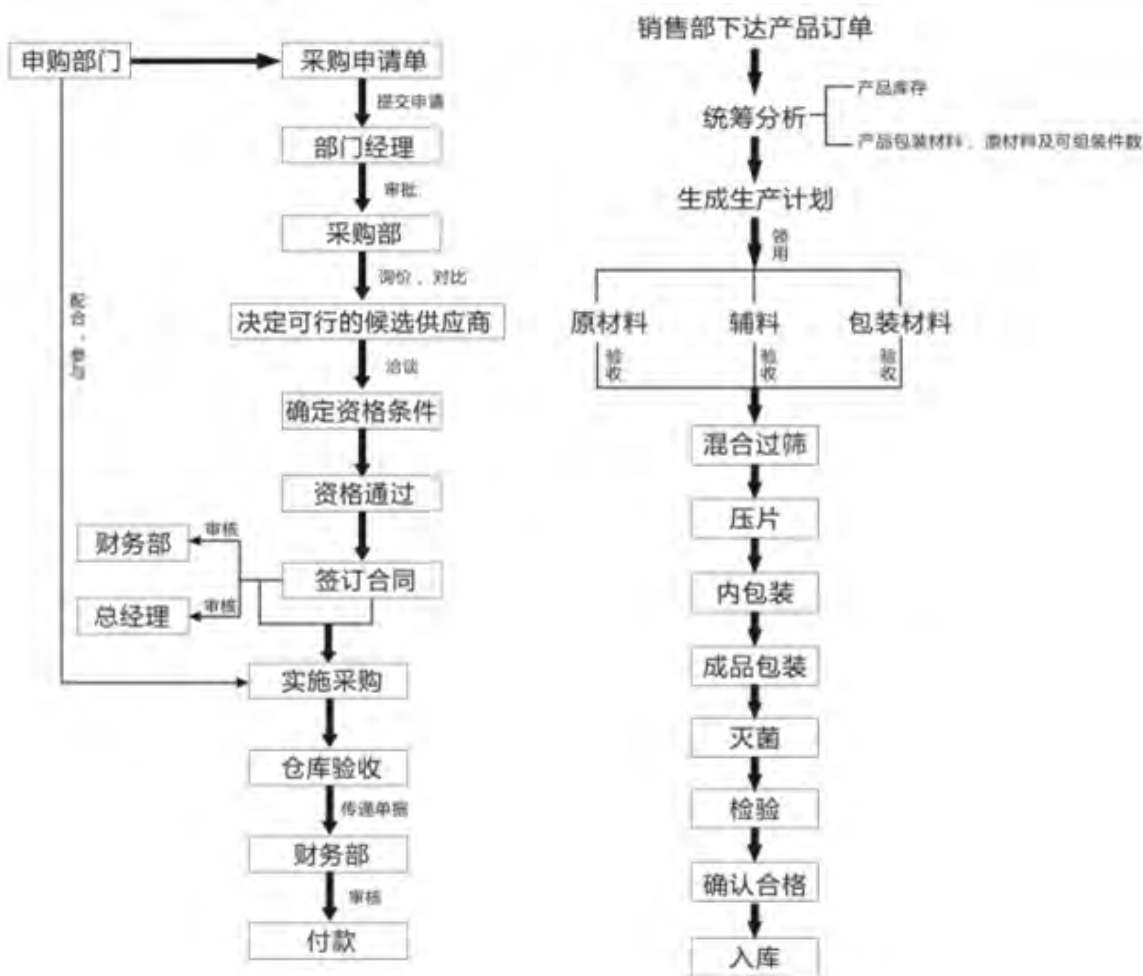 申购部门
采购申请单
提交申请
部门经理
审批
采购部
询价、对比
决定可行的候选供应商
洽谈
确定资格条件
资格通过
签订合同
财务部
审核
总经理
审核
配合、参与
实施采购
仓库验收
传递单据
财务部
审核
付款
销售部下达产品订单
统筹分析
产品库存
产品包装材料、原材料及可组装件数
生成生产计划
领用
原材料
辅料
包装材料
验收
验收
验收
混合过筛
压片
内包装
成品包装
灭菌
检验
确认合格
入库